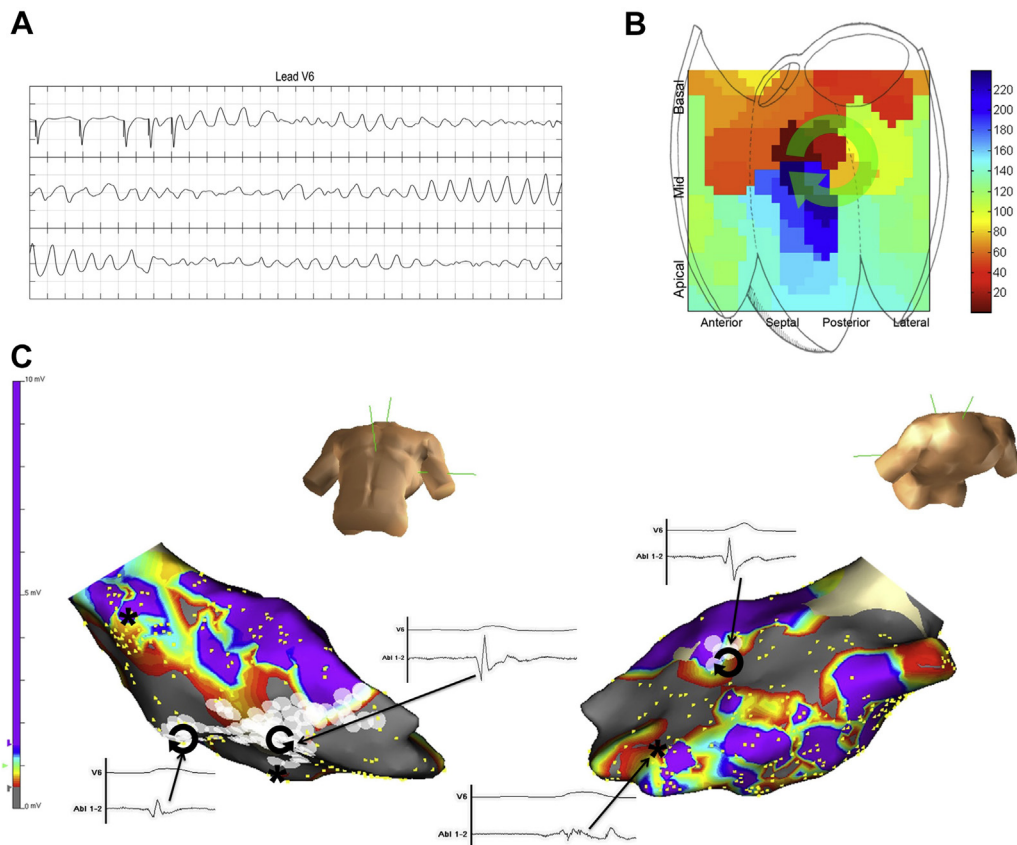 A
Lead V6
B
Basal
Mid
Apical
Anterior Septal Posterior Lateral
220
200
180
160
140
120
100
80
60
40
20
C
10 mV
5 mV
0 mV
V6
Abl 1-2
V6
Abl 1-2
V6
Abl 1-2
V6
Abl 1-2
*
*
*